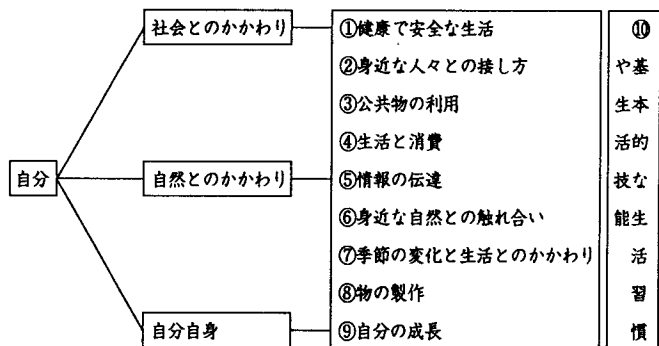 自分
社会とのかかわり
自然とのかかわり
自分自身
①健康で安全な生活
②身近な人々との接し方
③公共物の利用
④生活と消費
⑤情報の伝達
⑥身近な自然との触れ合い
⑦季節の変化と生活とのかかわり
⑧物の製作
⑨自分の成長
⑩基本的な生活習慣
や生活技能